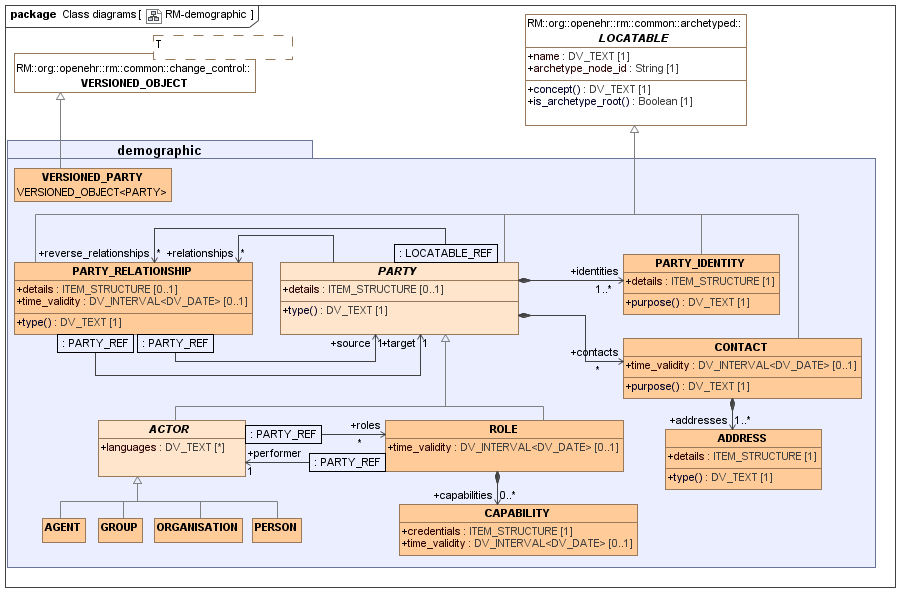 package Class diagrams [ RM-demographic ]
T
RM::org::openehr::rm::common::change_control::
VERSIONED_OBJECT
RM::org::openehr::rm::common::archetyped::
LOCATABLE
+name : DV_TEXT [1]
+archetype_node_id : String [1]
+concept() : DV_TEXT [1]
+is_archetype_root() : Boolean [1]
demographic
VERSIONED_PARTY
VERSIONED_OBJECT<PARTY>
+reverse_relationships * +relationships *
: LOCATABLE_REF
PARTY_RELATIONSHIP
+details : ITEM_STRUCTURE [0..1]
+time_validity : DV_INTERVAL<DV_DATE> [0..1]
+type() : DV_TEXT [1]
: PARTY_REF : PARTY_REF
PARTY
+details : ITEM_STRUCTURE [0..1]
+type() : DV_TEXT [1]
+source 1 +target 1
+identities
1..*
PARTY_IDENTITY
+details : ITEM_STRUCTURE [1]
+purpose() : DV_TEXT [1]
+contacts
*
CONTACT
+time_validity : DV_INTERVAL<DV_DATE> [0..1]
+purpose() : DV_TEXT [1]
+addresses 1..*
ADDRESS
+details : ITEM_STRUCTURE [1]
+type() : DV_TEXT [1]
ACTOR
+languages : DV_TEXT [*]
: PARTY_REF
+roles
*
+performer
1
: PARTY_REF
ROLE
+time_validity : DV_INTERVAL<DV_DATE> [0..1]
+capabilities 0..*
CAPABILITY
+credentials : ITEM_STRUCTURE [1]
+time_validity : DV_INTERVAL<DV_DATE> [0..1]
AGENT GROUP ORGANISATION PERSON